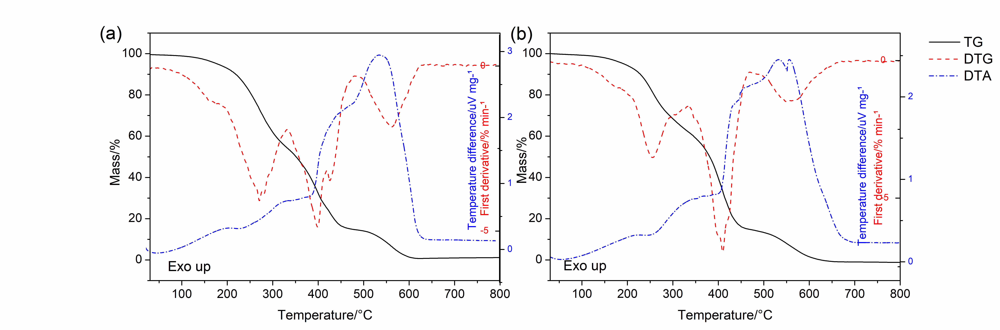 (a)
100
80
60
40
20
0
Mass/%
Exo up
100 200 300 400 500 600 700 800
Temperature/°C
Temperature difference/uV mg-1
First derivative/% min-1
0
-5
3
2
1
0
(b)
100
80
60
40
20
0
Mass/%
Exo up
100 200 300 400 500 600 700 800
Temperature/°C
Temperature difference/uV mg-1
First derivative/% min-1
0
-5
2
1
0
TG
DTG
DTA